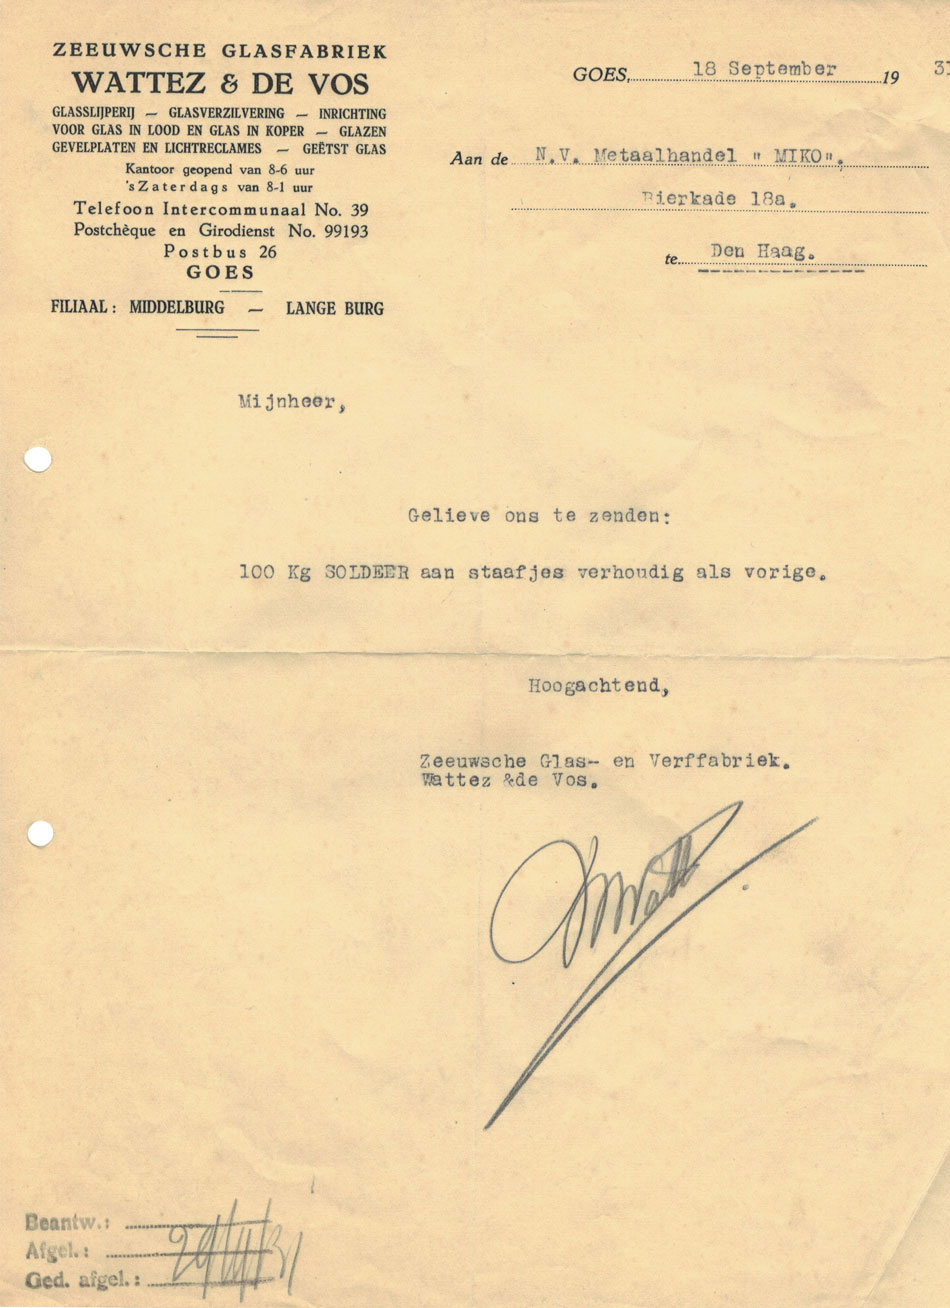 ZEEUWSCHE GLASFABRIEK
WATTEZ & DE VOS
GLASSLIJPERIJ — GLASVERZILVERING — INRICHTING
VOOR GLAS IN LOOD EN GLAS IN KOPER — GLAZEN
GEVELPLATEN EN LICHTRECLAMES — GEËTST GLAS
Kantoor geopend van 8-6 uur
'sZaterdags van 8-1 uur
Telefoon Intercommunaal No. 39
Postchèque en Girodienst No. 99193
Postbus 26
GOES
FILIAAL : MIDDELBURG — LANGE BURG
GOES, 18 September 19 31
Aan de N.V. Metaalhandel " MIKO".
Bierkade 18a.
te Den Haag.
Mijnheer,
Gelieve ons te zenden:
100 Kg SOLDEER aan staafjes verhoudig als vorige.
Hoogachtend,
Zeeuwsche Glas- en Verffabriek.
Wattez &de Vos.
Beantw.:
Afgel.:
Ged. afgel.: